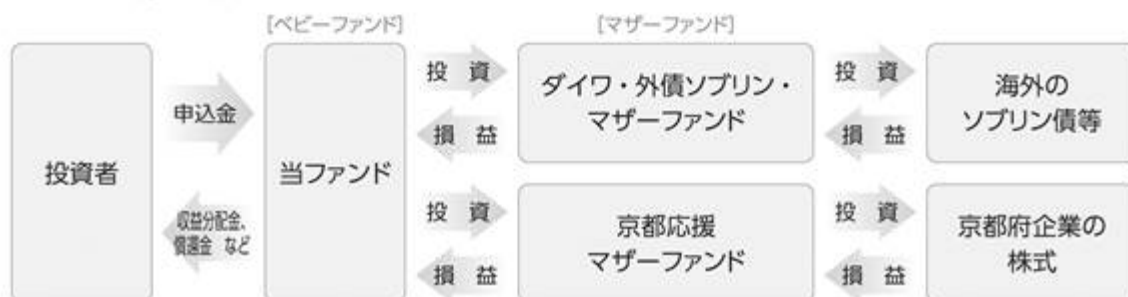 [ベビーファンド]
[マザーファンド]
投資者
申込金
収益分配金、
償還金 など
当ファンド
投 資
損 益
ダイワ・外債ソブリン・
マザーファンド
投 資
損 益
海外の
ソブリン債等
投 資
損 益
京都応援
マザーファンド
投 資
損 益
京都府企業の
株式